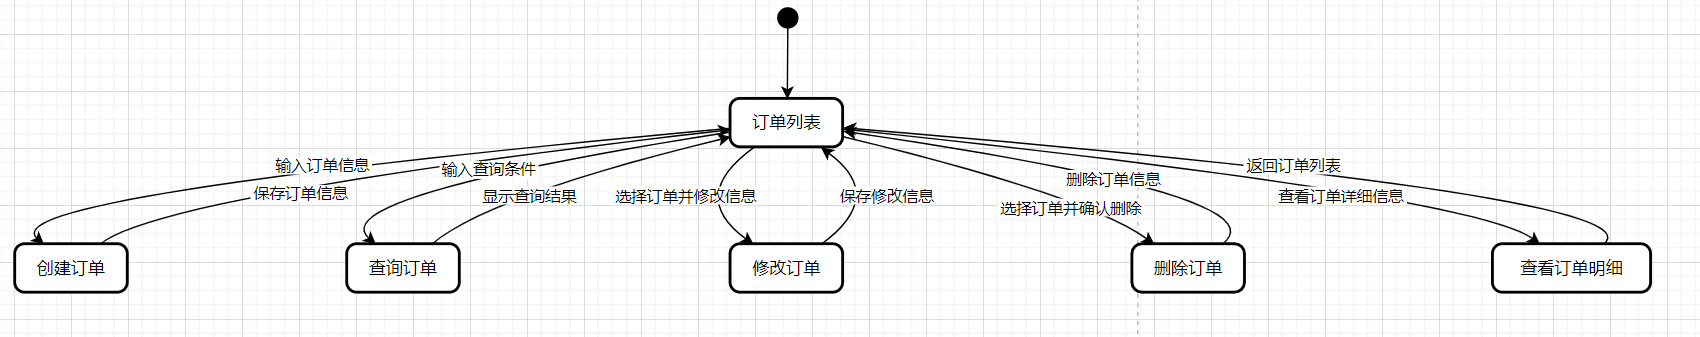 订单列表
输入订单信息
保存订单信息
输入查询条件
显示查询结果
选择订单并修改信息
保存修改信息
删除订单信息
选择订单并确认删除
返回订单列表
查看订单详细信息
创建订单
查询订单
修改订单
删除订单
查看订单明细